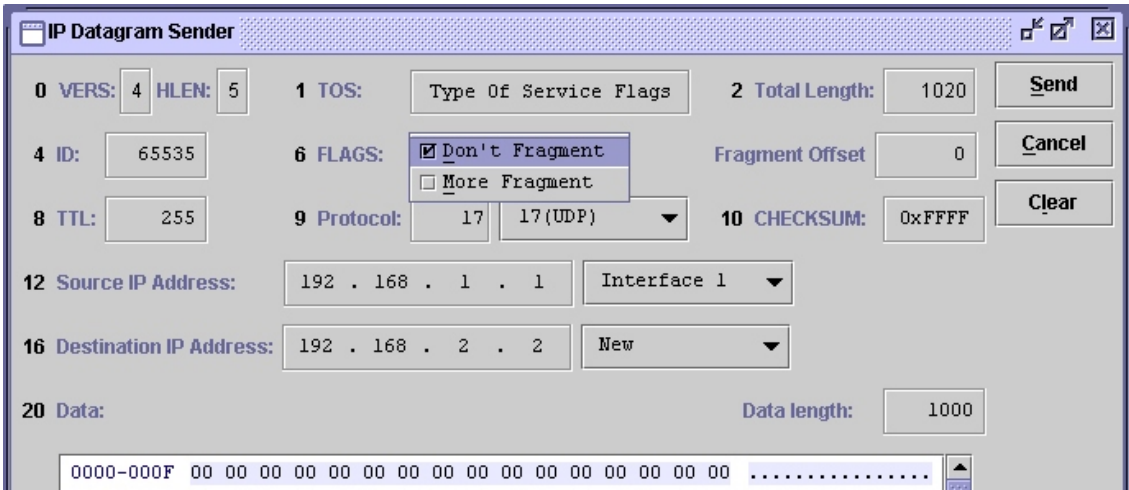 IP Datagram Sender
0 VERS: 4 HLEN: 5 1 TOS: Type Of Service Flags 2 Total Length: 1020 Send
4 ID: 65535 6 FLAGS: Don't Fragment Fragment Offset 0 Cancel
More Fragment
8 TTL: 255 9 Protocol: 17 17(UDP) 10 CHECKSUM: 0xFFFF Clear
12 Source IP Address: 192 . 168 . 1 . 1 Interface 1
16 Destination IP Address: 192 . 168 . 2 . 2 New
20 Data: Data length: 1000
0000-000F 00 00 00 00 00 00 00 00 00 00 00 00 00 00 00 00 ................